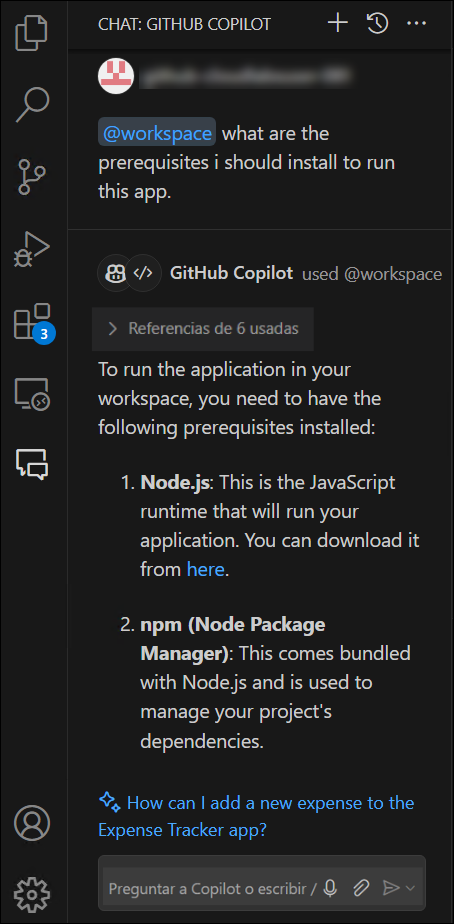 CHAT: GITHUB COPILOT
@workspace what are the
prerequisites i should install to run
this app.
GitHub Copilot used @workspace
Referencias de 6 usadas
To run the application in your
workspace, you need to have the
following prerequisites installed:
1. Node.js: This is the JavaScript
runtime that will run your
application. You can download it
from here.
2. npm (Node Package
Manager): This comes bundled
with Node.js and is used to
manage your project's
dependencies.
3
How can I add a new expense to the
Expense Tracker app?
Preguntar a Copilot o escribir /